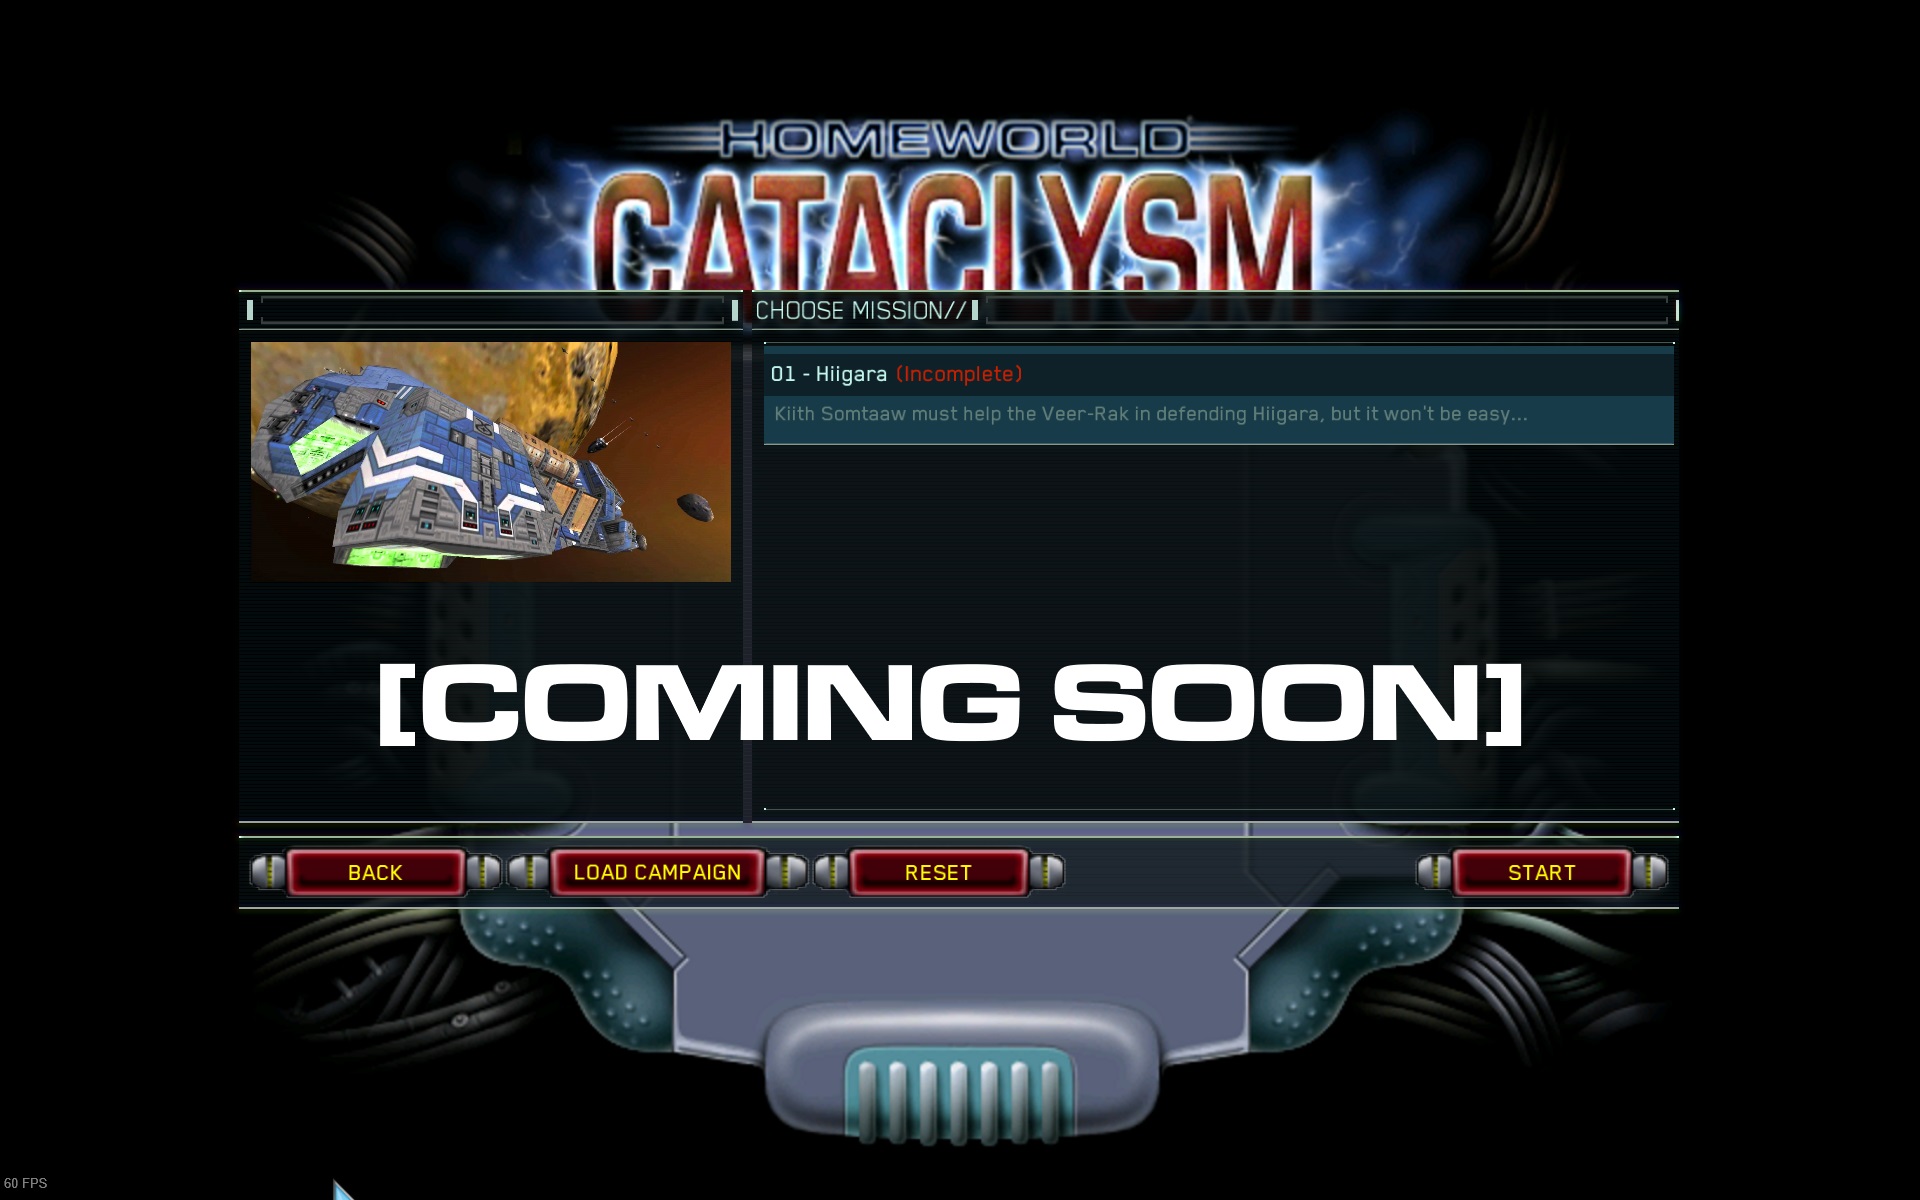 HOMEWORLD
CATACLYSM
CHOOSE MISSION//
01 - Hiigara (Incomplete)
Kiith Somtaaw must help the Veer-Rak in defending Hiigara, but it won't be easy...
[COMING SOON]
BACK
LOAD CAMPAIGN
RESET
START
60 FPS